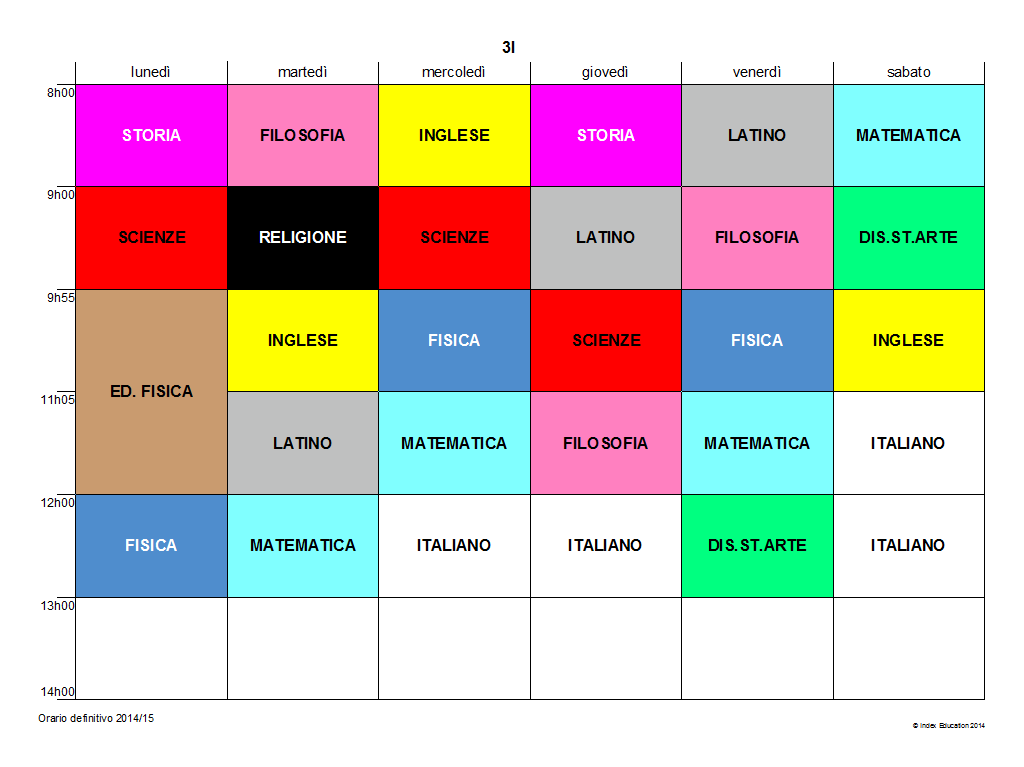 3I
lunedì martedì mercoledì giovedì venerdì sabato
8h00
STORIA FILOSOFIA INGLESE STORIA LATINO MATEMATICA
9h00
SCIENZE RELIGIONE SCIENZE LATINO FILOSOFIA DIS.ST.ARTE
9h55
INGLESE FISICA SCIENZE FISICA INGLESE
ED. FISICA
11h05
LATINO MATEMATICA FILOSOFIA MATEMATICA ITALIANO
12h00
FISICA MATEMATICA ITALIANO ITALIANO DIS.ST.ARTE ITALIANO
13h00
14h00
Orario definitivo 2014/15
© Index Education 2014